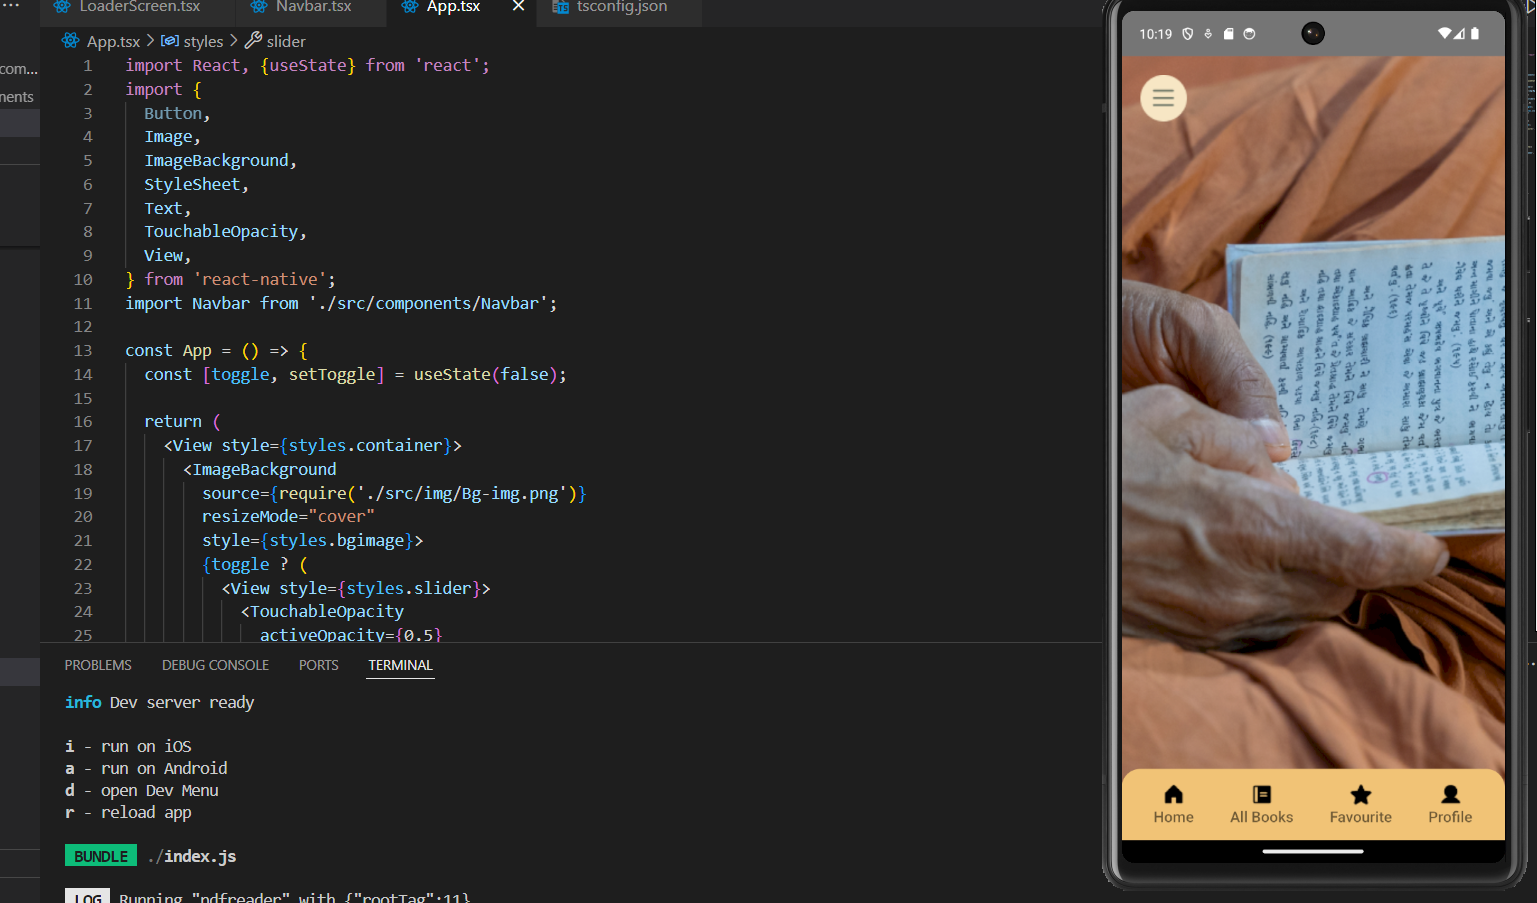 LoaderScreen.tsx
Navbar.tsx
App.tsx
tsconfig.json
App.tsx > styles > slider
com...
nents
1 import React, {useState} from 'react';
2 import {
3 Button,
4 Image,
5 ImageBackground,
6 StyleSheet,
7 Text,
8 TouchableOpacity,
9 View,
10 } from 'react-native';
11 import Navbar from './src/components/Navbar';
12
13 const App = () => {
14 const [toggle, setToggle] = useState(false);
15
16 return (
17 <View style={styles.container}>
18 <ImageBackground
19 source={require('./src/img/Bg-img.png')}
20 resizeMode="cover"
21 style={styles.bgimage}>
22 {toggle ? (
23 <View style={styles.slider}>
24 <TouchableOpacity
25 activeOpacity={0.5}
PROBLEMS DEBUG CONSOLE PORTS TERMINAL
info Dev server ready
i - run on iOS
a - run on Android
d - open Dev Menu
r - reload app
BUNDLE ./index.js
LOG Running "pdfreader" with {"rootTag":11}
10:19
Home All Books Favourite Profile